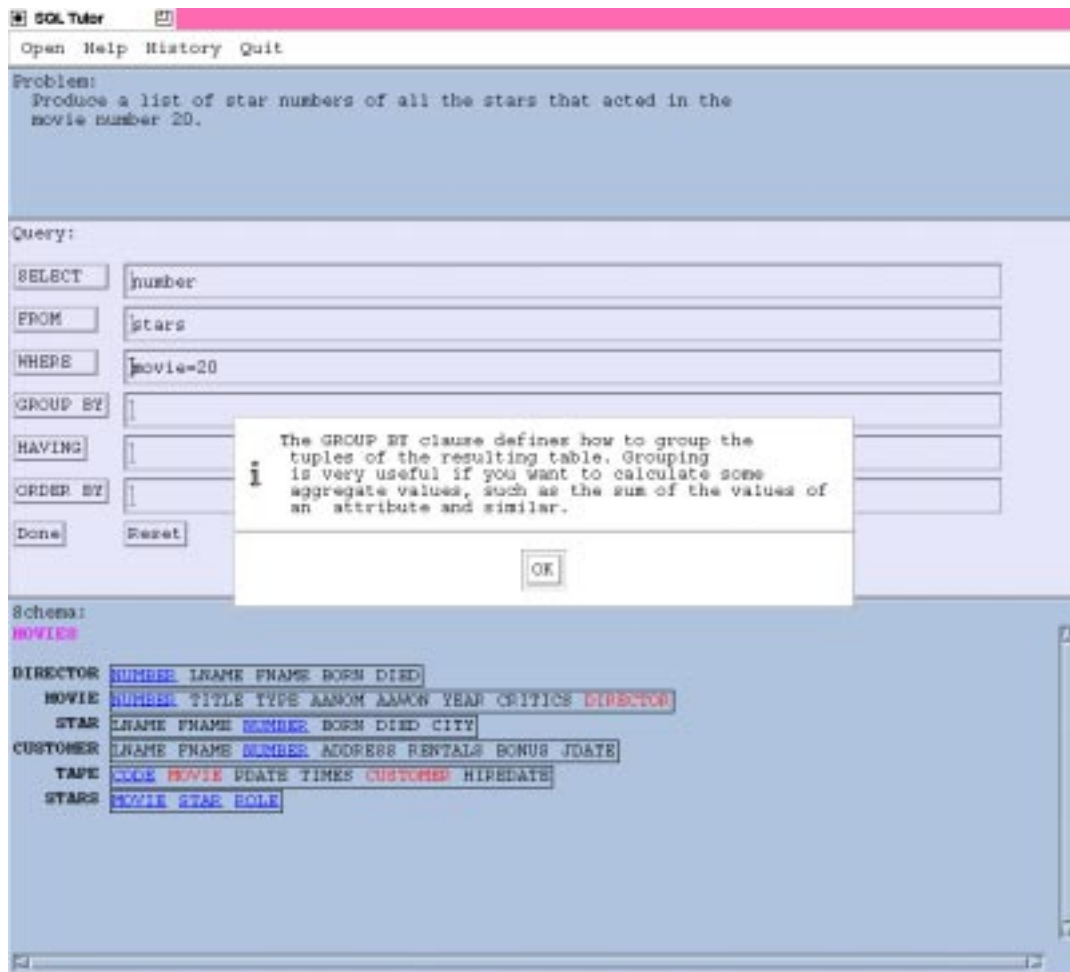 SQL Tutor
Open Help History Quit
Problem:
Produce a list of star numbers of all the stars that acted in the
movie number 20.
Query:
SELECT number
FROM stars
WHERE movie=20
GROUP BY
HAVING
ORDER BY
The GROUP BY clause defines how to group the
tuples of the resulting table. Grouping
is very useful if you want to calculate some
aggregate values, such as the sum of the values of
an attribute and similar.
Done Reset
OK
Schema:
MOVIES
DIRECTOR NUMBER LNAME FNAME BORN DIED
MOVIE NUMBER TITLE TYPE AANOM AAWON YEAR CRITICS DIRECTOR
STAR LNAME FNAME NUMBER BORN DIED CITY
CUSTOMER LNAME FNAME NUMBER ADDRESS RENTALS BONUS JDATE
TAPE CODE MOVIE PDATE TIMES CUSTOMER HIREDATE
STARS MOVIE STAR ROLE